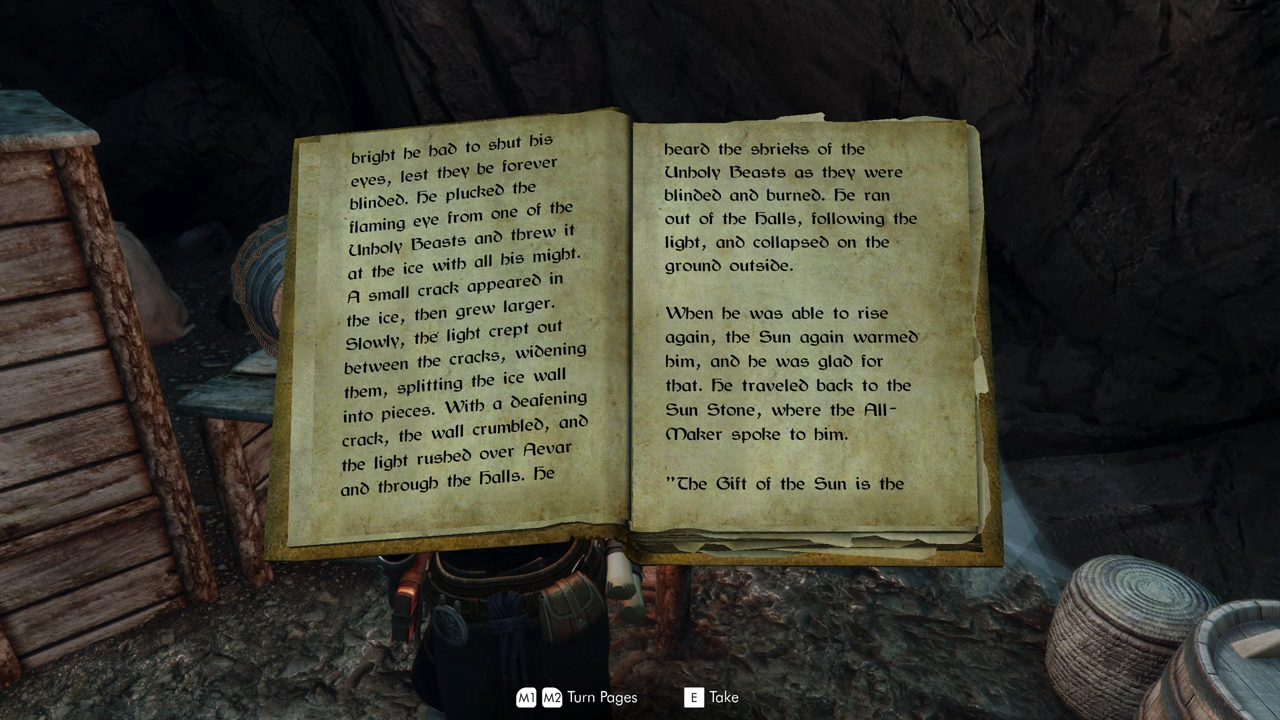 bright he had to shut his
eyes, lest they be forever
blinded. He plucked the
flaming eye from one of the
Unholy Beasts and threw it
at the ice with all his might.
A small crack appeared in
the ice, then grew larger.
Slowly, the light crept out
between the cracks, widening
them, splitting the ice wall
into pieces. With a deafening
crack, the wall crumbled, and
the light rushed over Aevar
and through the Halls. He
heard the shrieks of the
Unholy Beasts as they were
blinded and burned. He ran
out of the Halls, following the
light, and collapsed on the
ground outside.
When he was able to rise
again, the Sun again warmed
him, and he was glad for
that. He traveled back to the
Sun Stone, where the All-
Maker spoke to him.
"The Gift of the Sun is the
M1 M2 Turn Pages
E Take